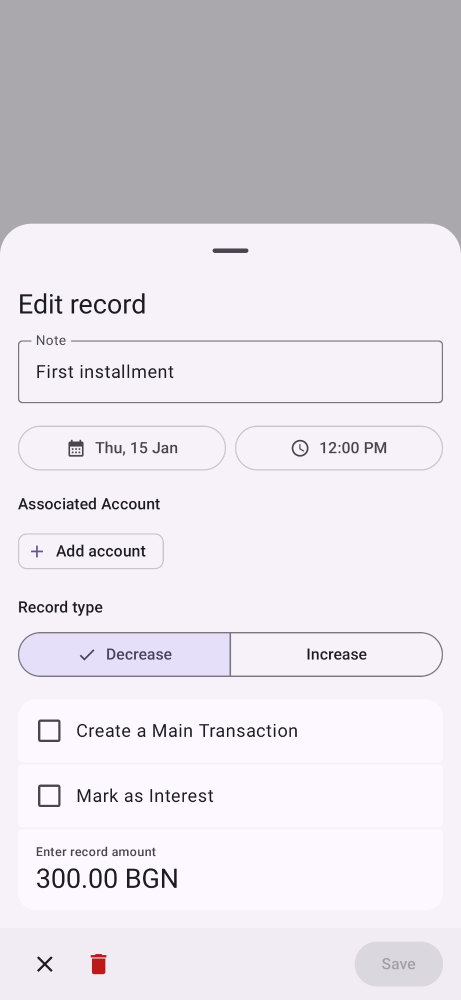 Edit record
Note
First installment
Thu, 15 Jan
12:00 PM
Associated Account
Add account
Record type
Decrease
Increase
Create a Main Transaction
Mark as Interest
Enter record amount
300.00 BGN
Save